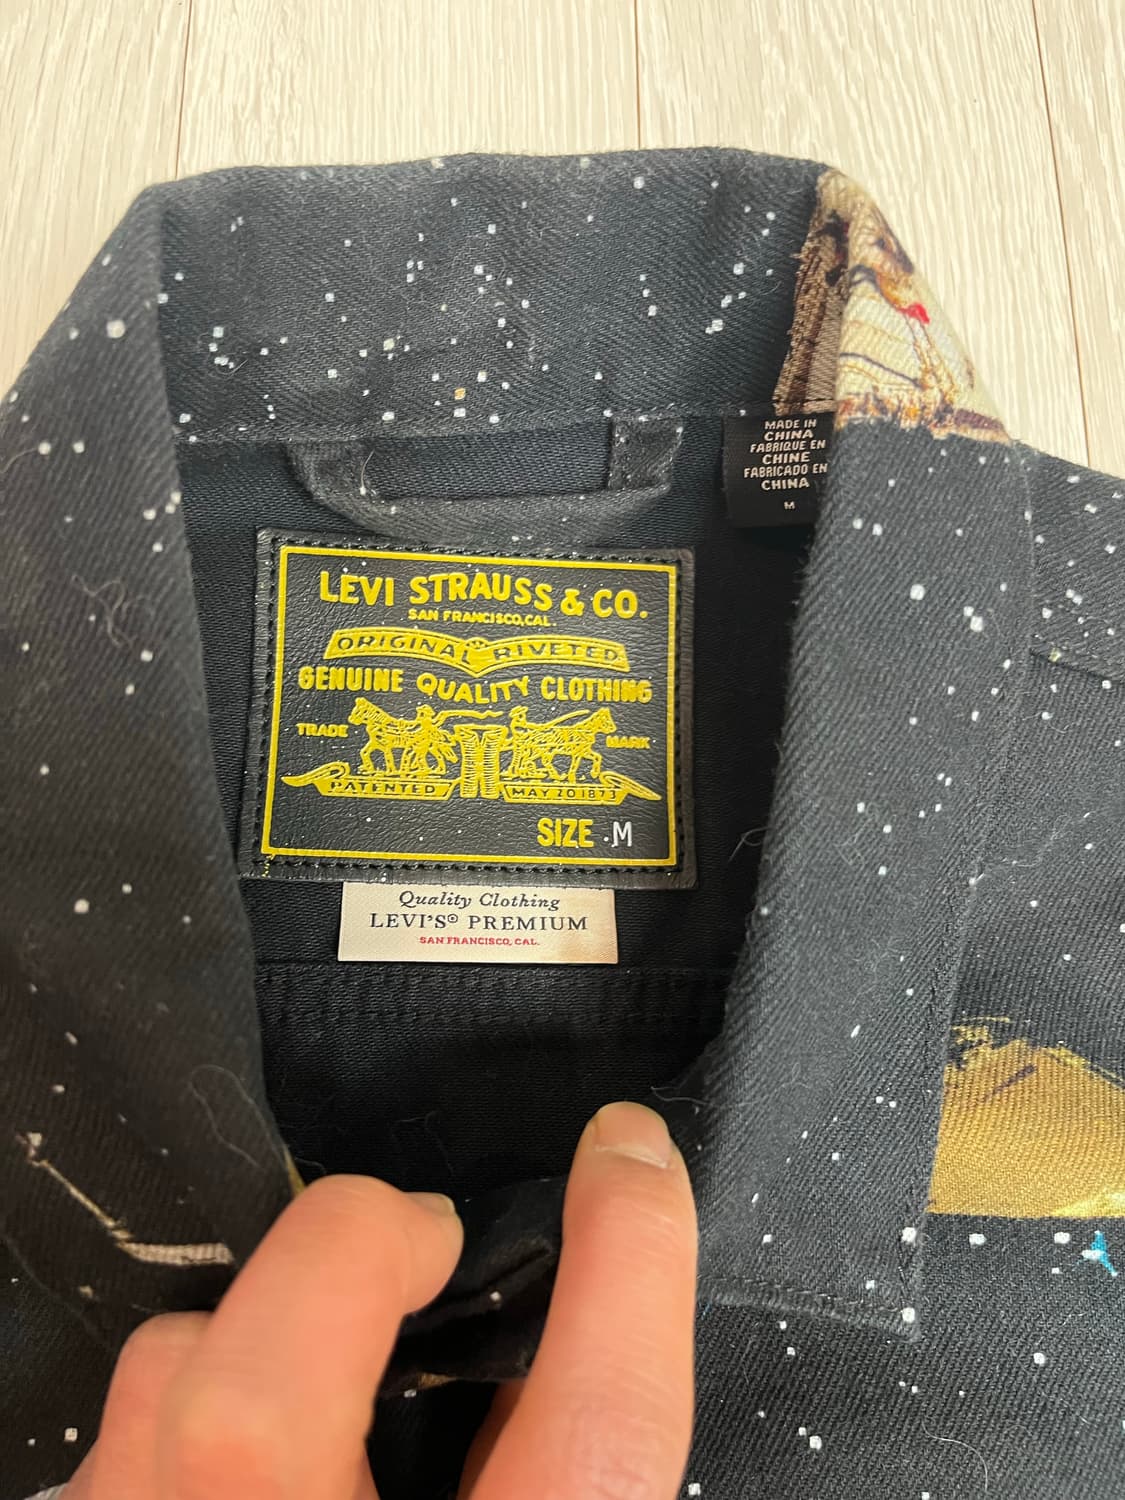 MADE IN
CHINA
FABRIQUE EN
CHINE
FABRICADO EN
CHINA
M
LEVI STRAUSS & CO.
SAN FRANCISCO, CAL.
ORIGINAL RIVETED
GENUINE QUALITY CLOTHING
TRADE MARK
PATENTED MAY 20 1873
SIZE M
Quality Clothing
LEVI'S® PREMIUM
SAN FRANCISCO, CAL.